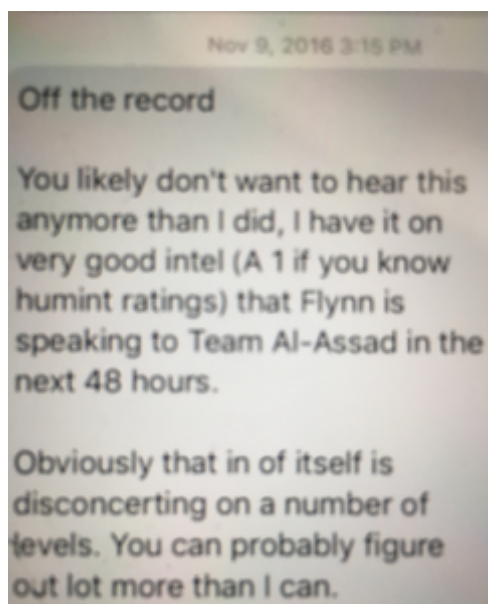 Nov 9, 2016 3:15 PM
Off the record
You likely don't want to hear this
anymore than I did, I have it on
very good intel (A 1 if you know
humint ratings) that Flynn is
speaking to Team Al-Assad in the
next 48 hours.
Obviously that in of itself is
disconcerting on a number of
levels. You can probably figure
out lot more than I can.